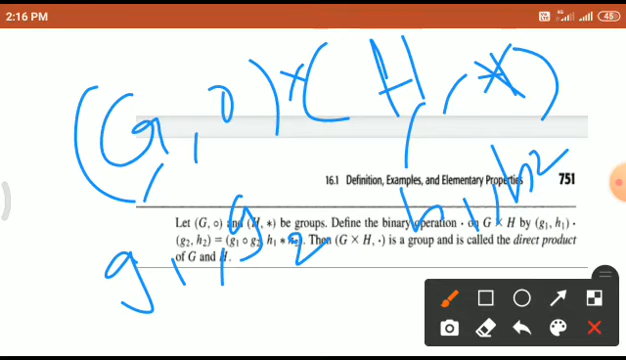 2:16 PM
45
(G, o) × (H, *)
16.1 Definition, Examples, and Elementary Properties 751
h1, h2
Let (G, ∘) and (H, *) be groups. Define the binary operation · on G × H by (g₁, h₁) ·
(g₂, h₂) = (g₁ ∘ g₂, h₁ * h₂). Then (G × H, ·) is a group and is called the direct product
of G and H.
g1, g2